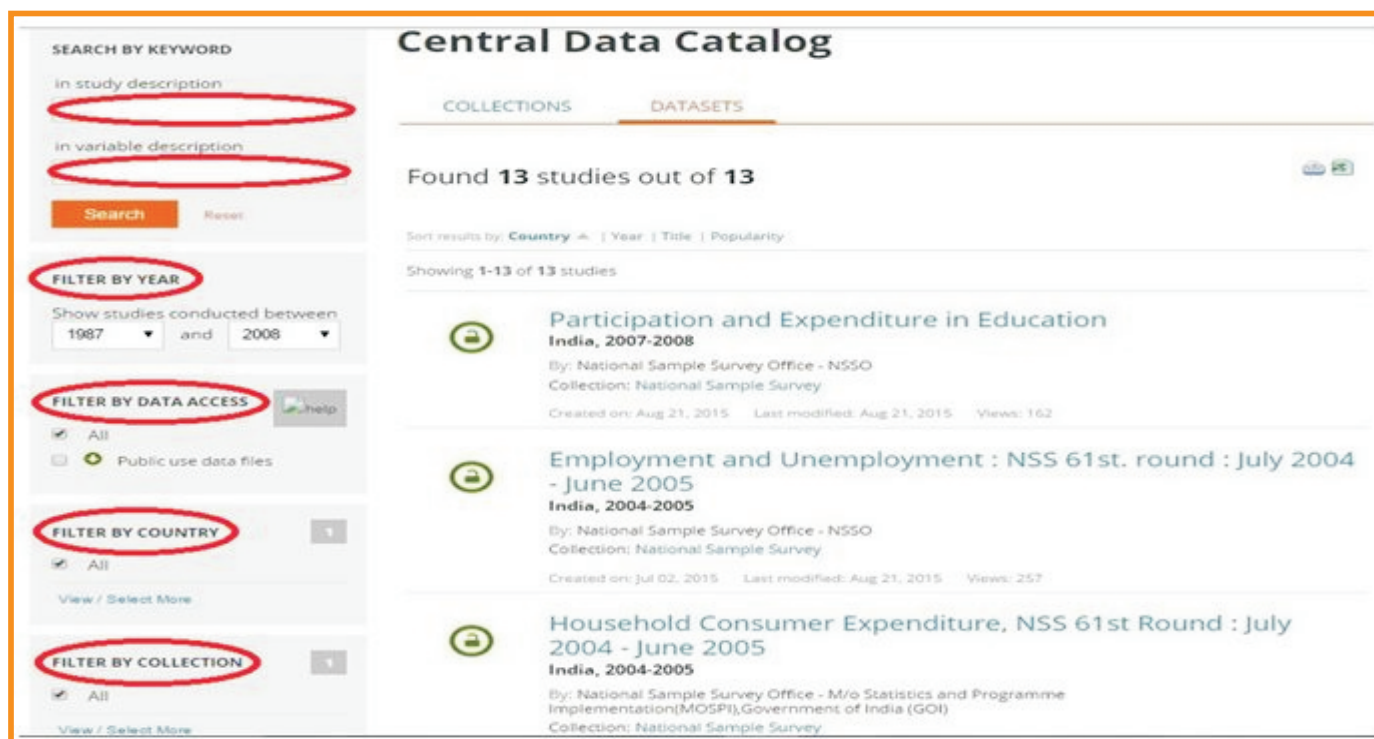 SEARCH BY KEYWORD
in study description
in variable description
Search Reset
FILTER BY YEAR
Show studies conducted between
1987 and 2008
FILTER BY DATA ACCESS
help
All
Public use data files
FILTER BY COUNTRY
1
All
View / Select More
FILTER BY COLLECTION
1
All
View / Select More
Central Data Catalog
COLLECTIONS DATASETS
Found 13 studies out of 13
Sort results by: Country | Year | Title | Popularity
Showing 1-13 of 13 studies
Participation and Expenditure in Education
India, 2007-2008
By: National Sample Survey Office - NSSO
Collection: National Sample Survey
Created on: Aug 21, 2015 Last modified: Aug 21, 2015 Views: 162
Employment and Unemployment : NSS 61st. round : July 2004
- June 2005
India, 2004-2005
By: National Sample Survey Office - NSSO
Collection: National Sample Survey
Created on: Jul 02, 2015 Last modified: Aug 21, 2015 Views: 257
Household Consumer Expenditure, NSS 61st Round : July
2004 - June 2005
India, 2004-2005
By: National Sample Survey Office - M/o Statistics and Programme
Implementation(MOSPI),Government of India (GOI)
Collection: National Sample Survey